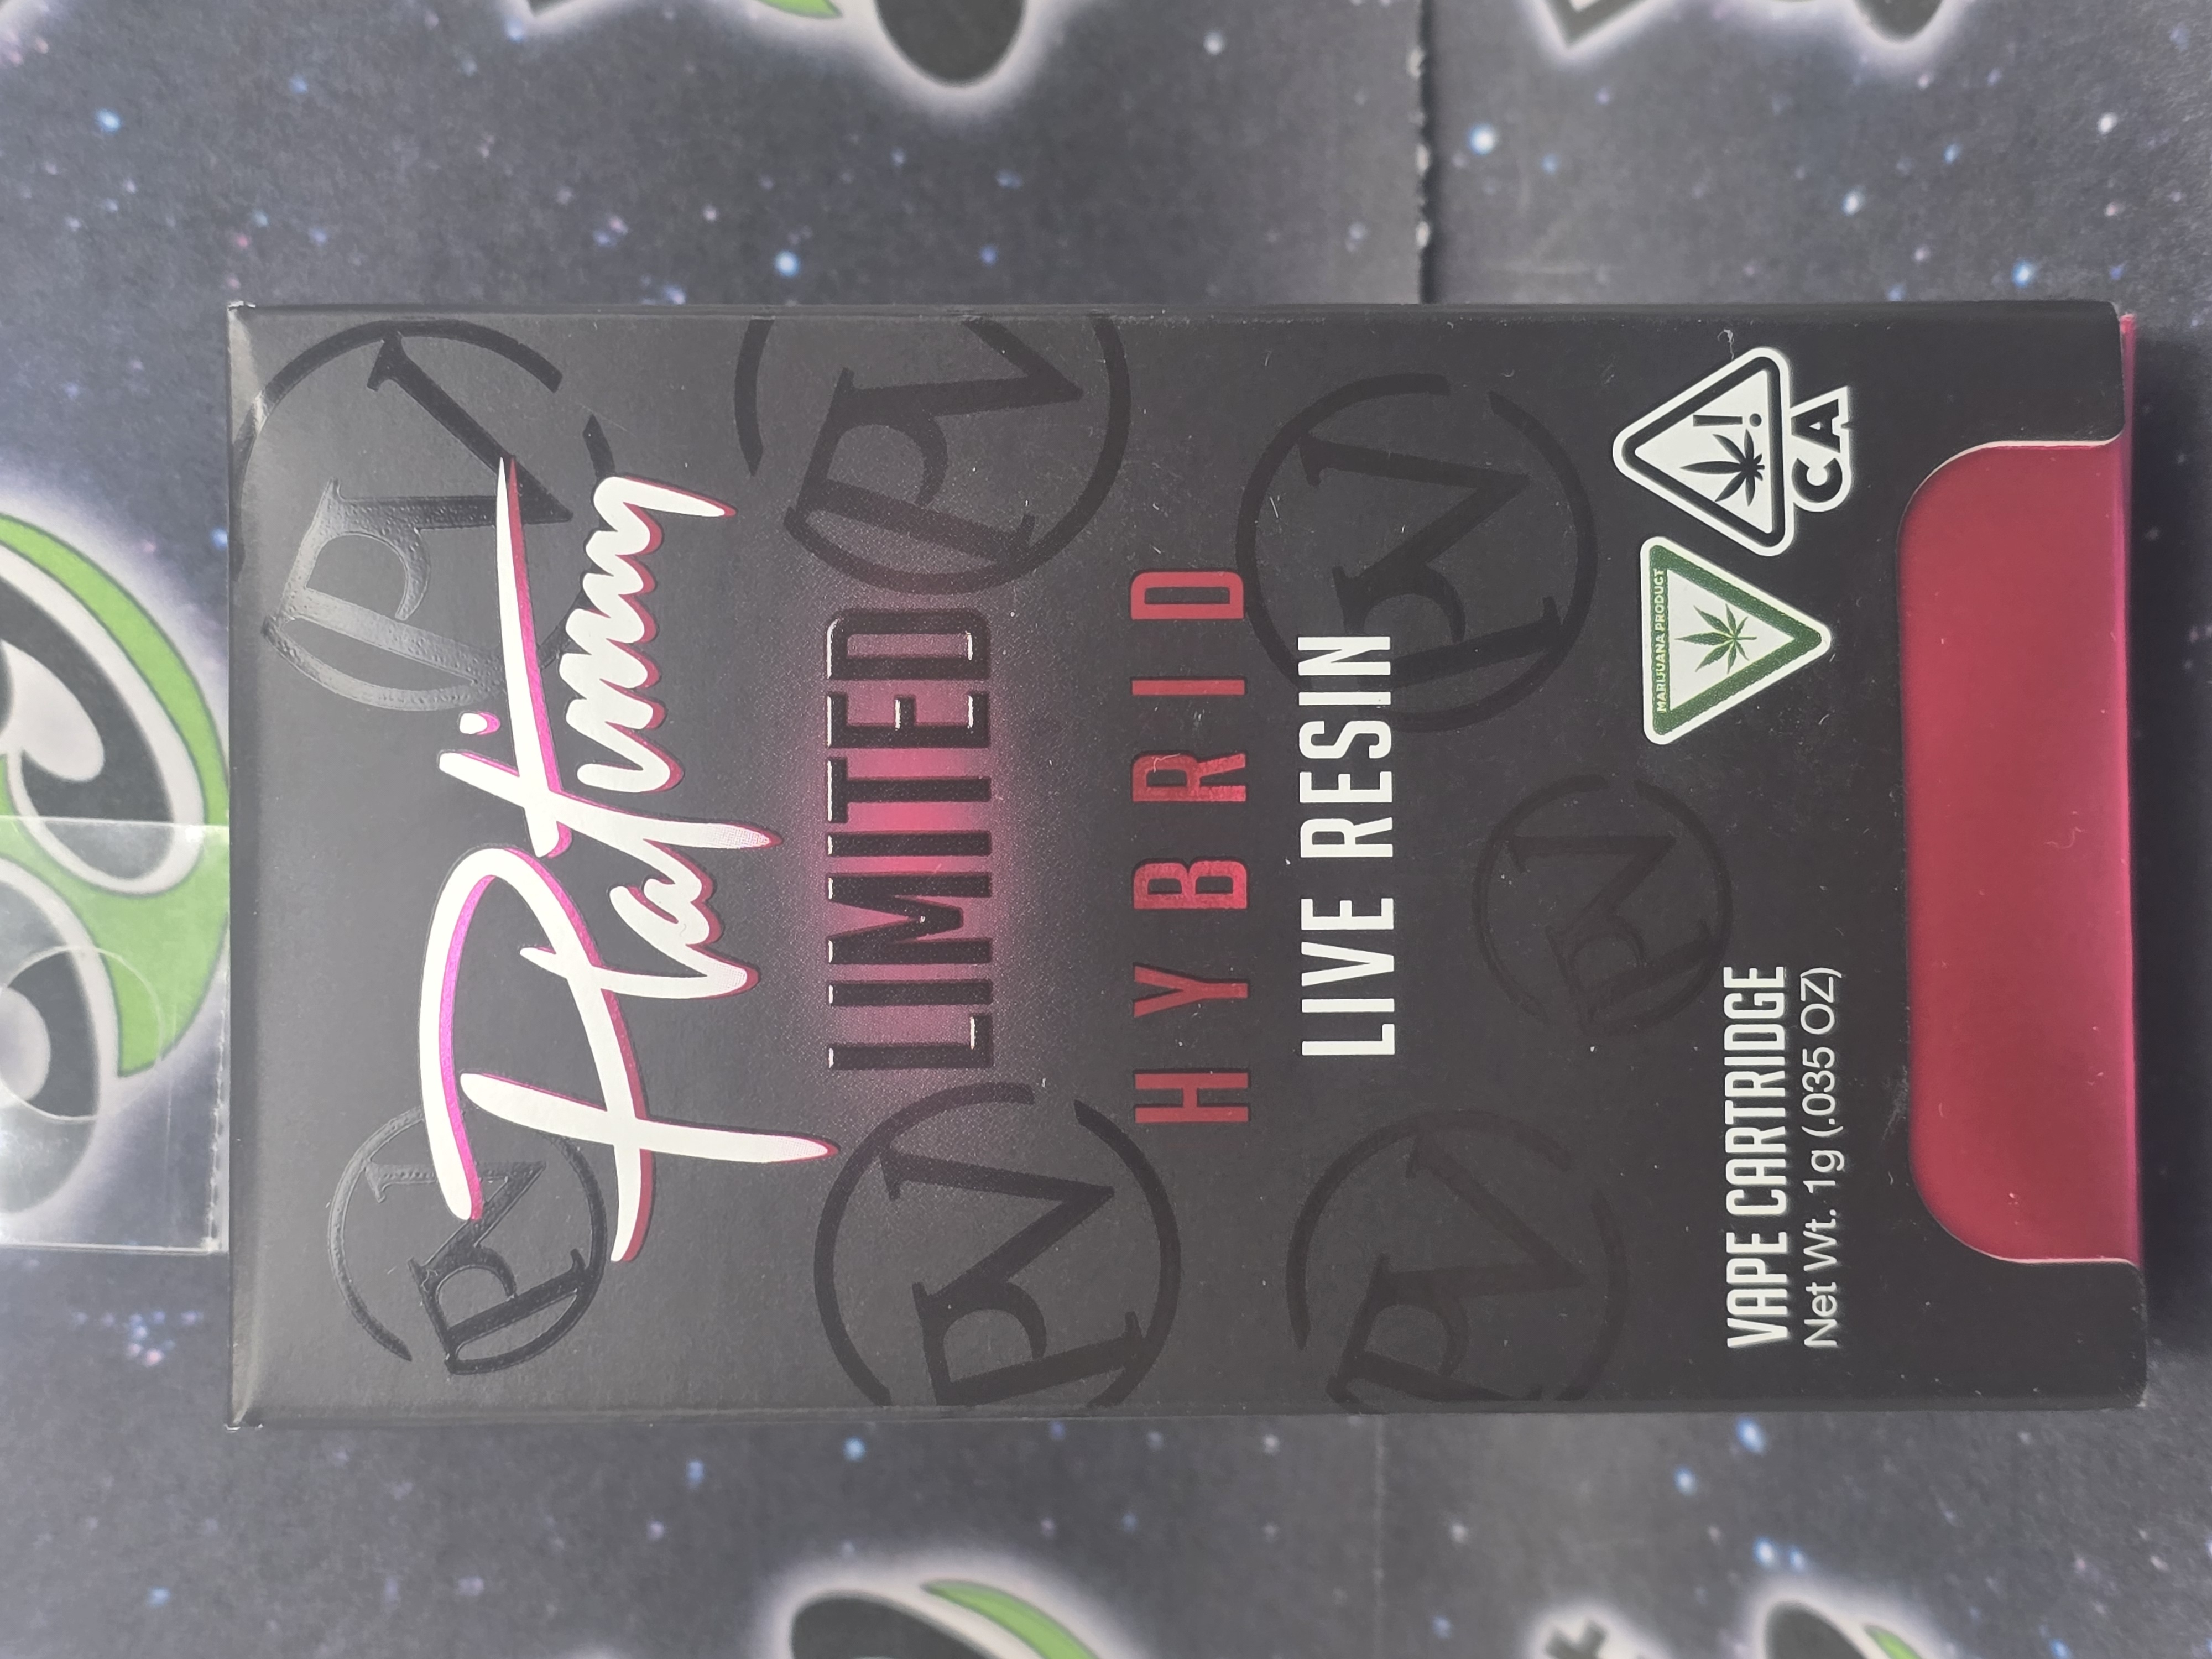 Platinum
LIMITED
HYBRID
LIVE RESIN
VAPE CARTRIDGE
Net Wt. 1g (.035 OZ)
MARIJUANA PRODUCT
!
CA